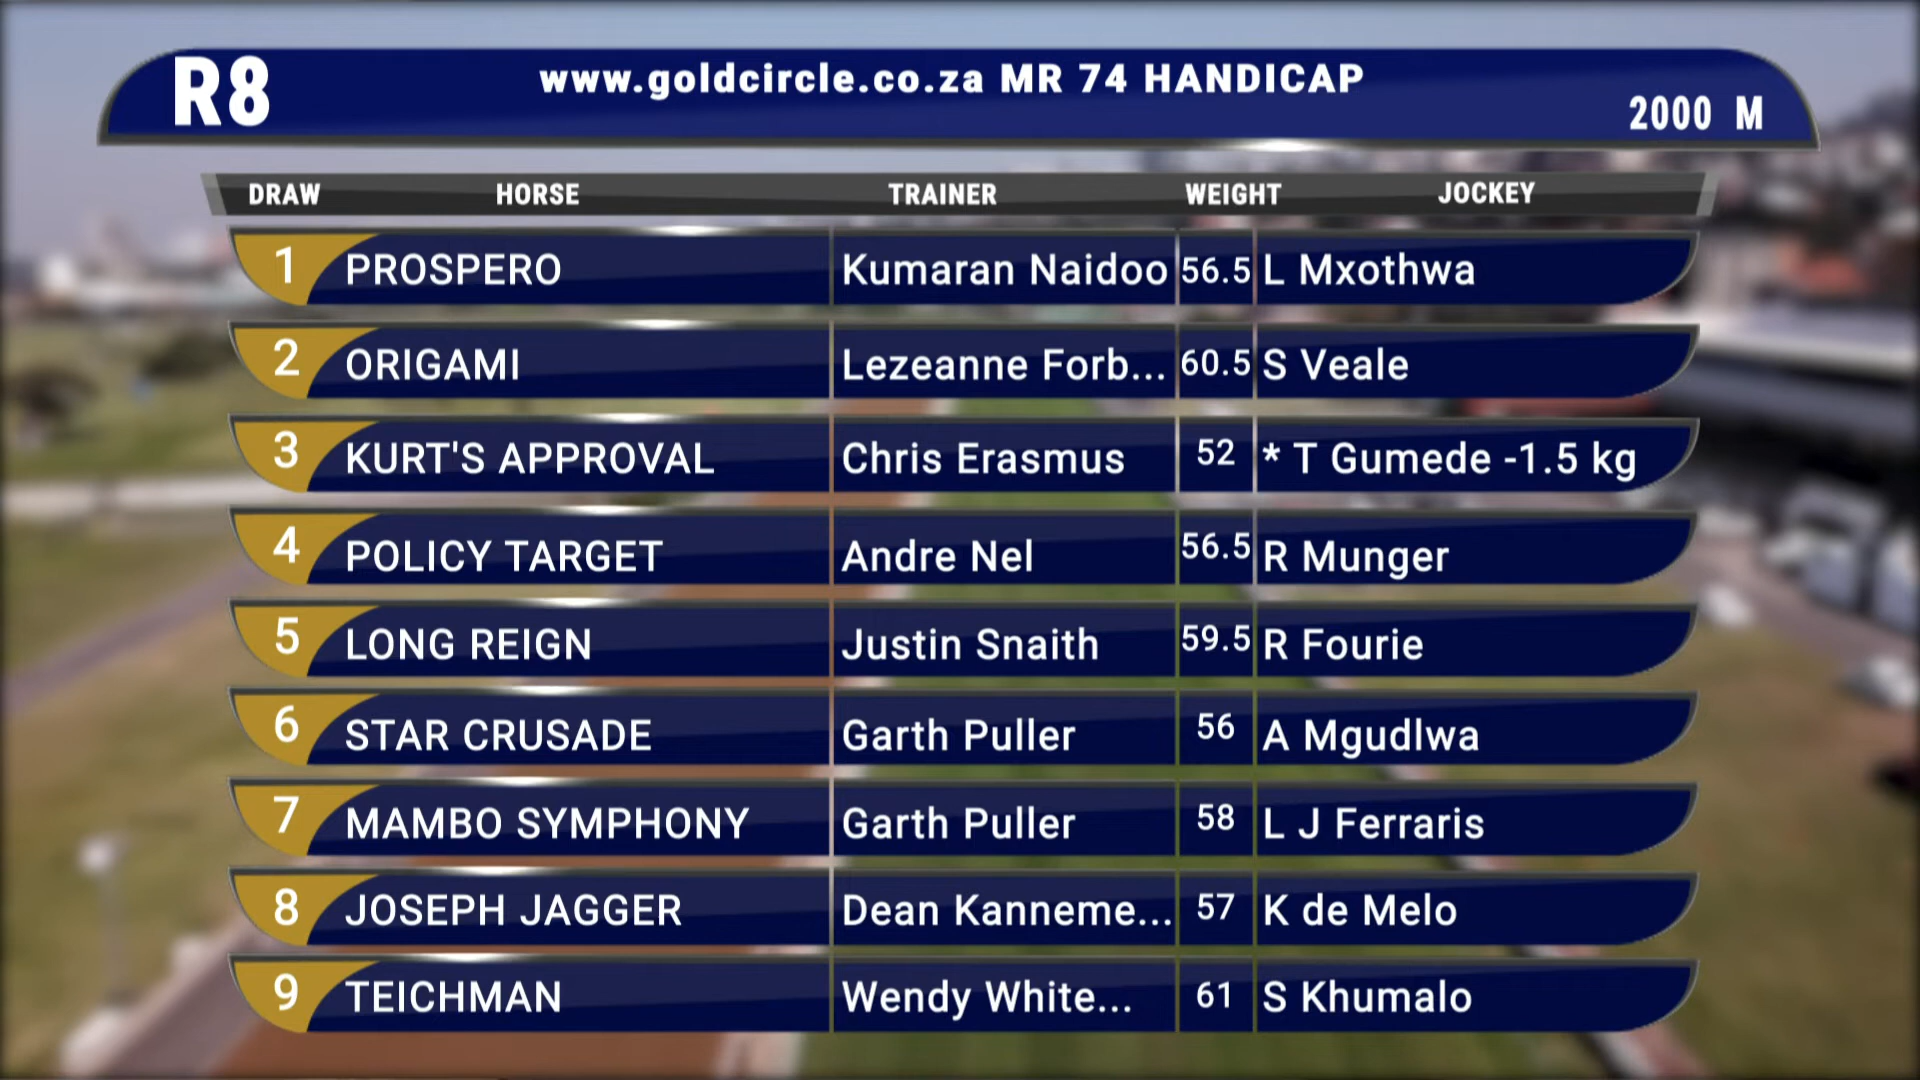 R8
www.goldcircle.co.za MR 74 HANDICAP
2000 M
DRAW HORSE TRAINER WEIGHT JOCKEY
1 PROSPERO Kumaran Naidoo 56.5 L Mxothwa
2 ORIGAMI Lezeanne Forb... 60.5 S Veale
3 KURT'S APPROVAL Chris Erasmus 52 * T Gumede -1.5 kg
4 POLICY TARGET Andre Nel 56.5 R Munger
5 LONG REIGN Justin Snaith 59.5 R Fourie
6 STAR CRUSADE Garth Puller 56 A Mgudlwa
7 MAMBO SYMPHONY Garth Puller 58 L J Ferraris
8 JOSEPH JAGGER Dean Kanneme... 57 K de Melo
9 TEICHMAN Wendy White... 61 S Khumalo